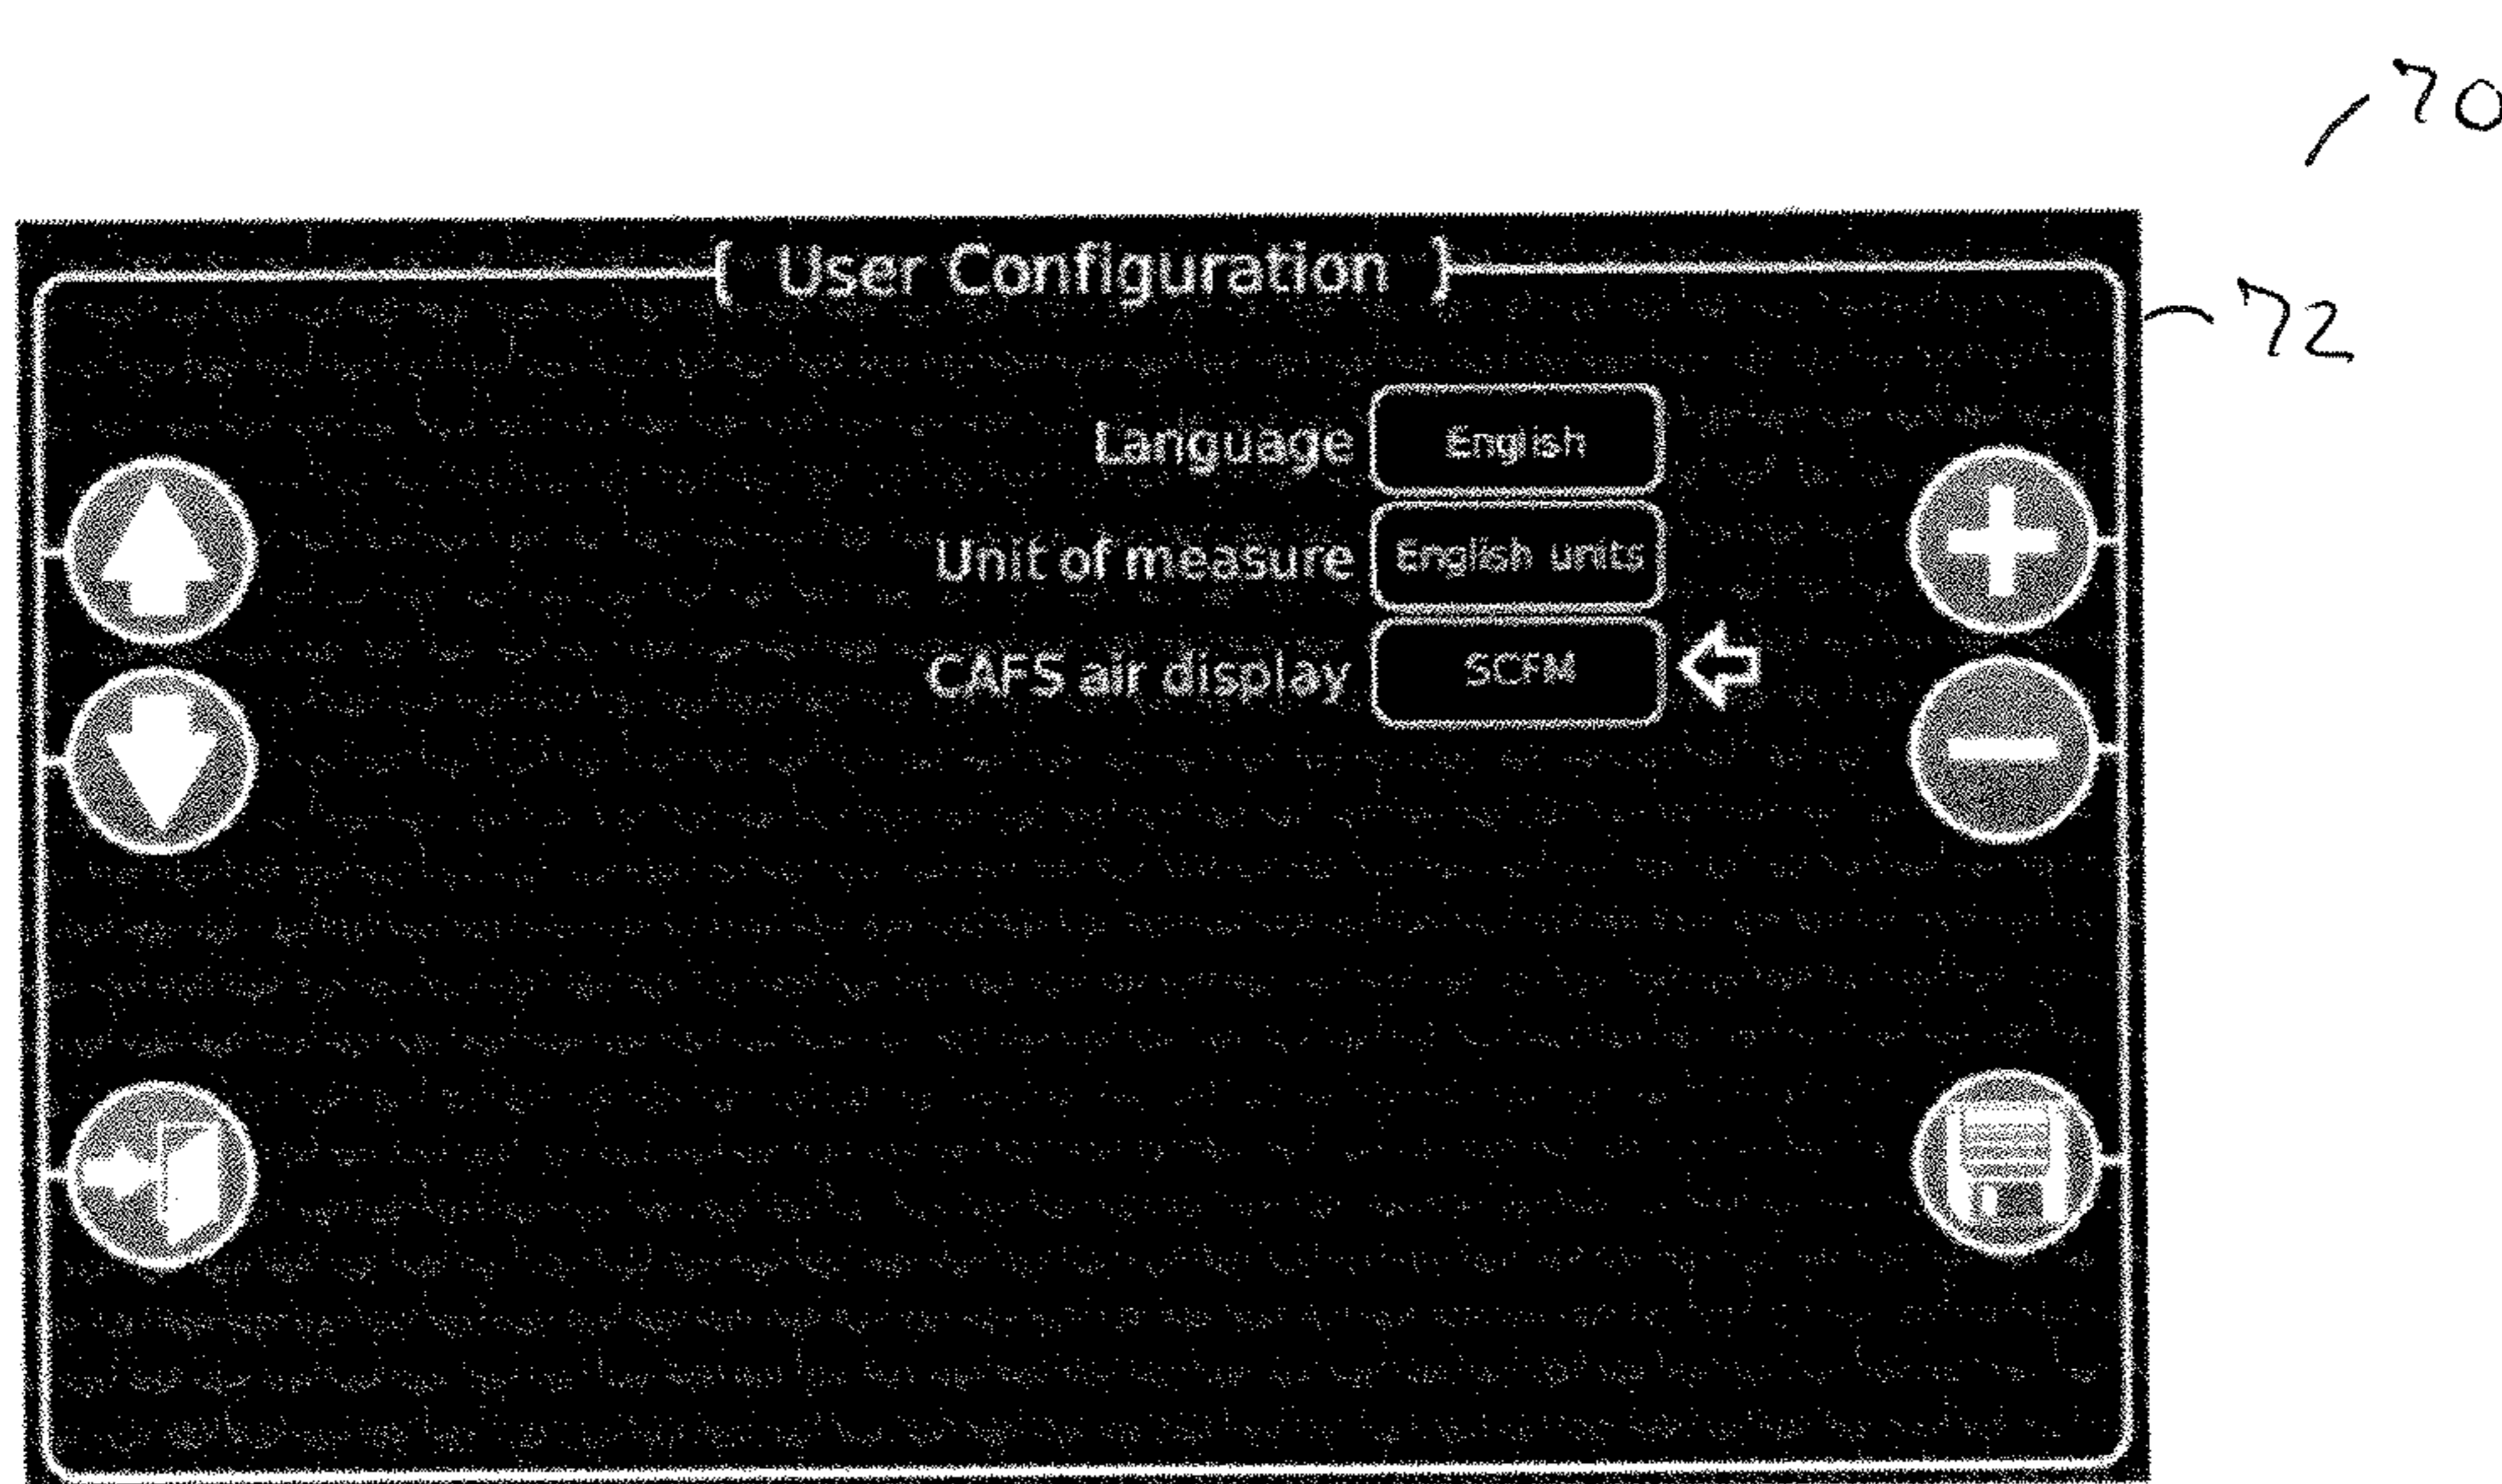 70
User Configuration
72
Language English
Unit of measure English units
CAFS air display SCFM